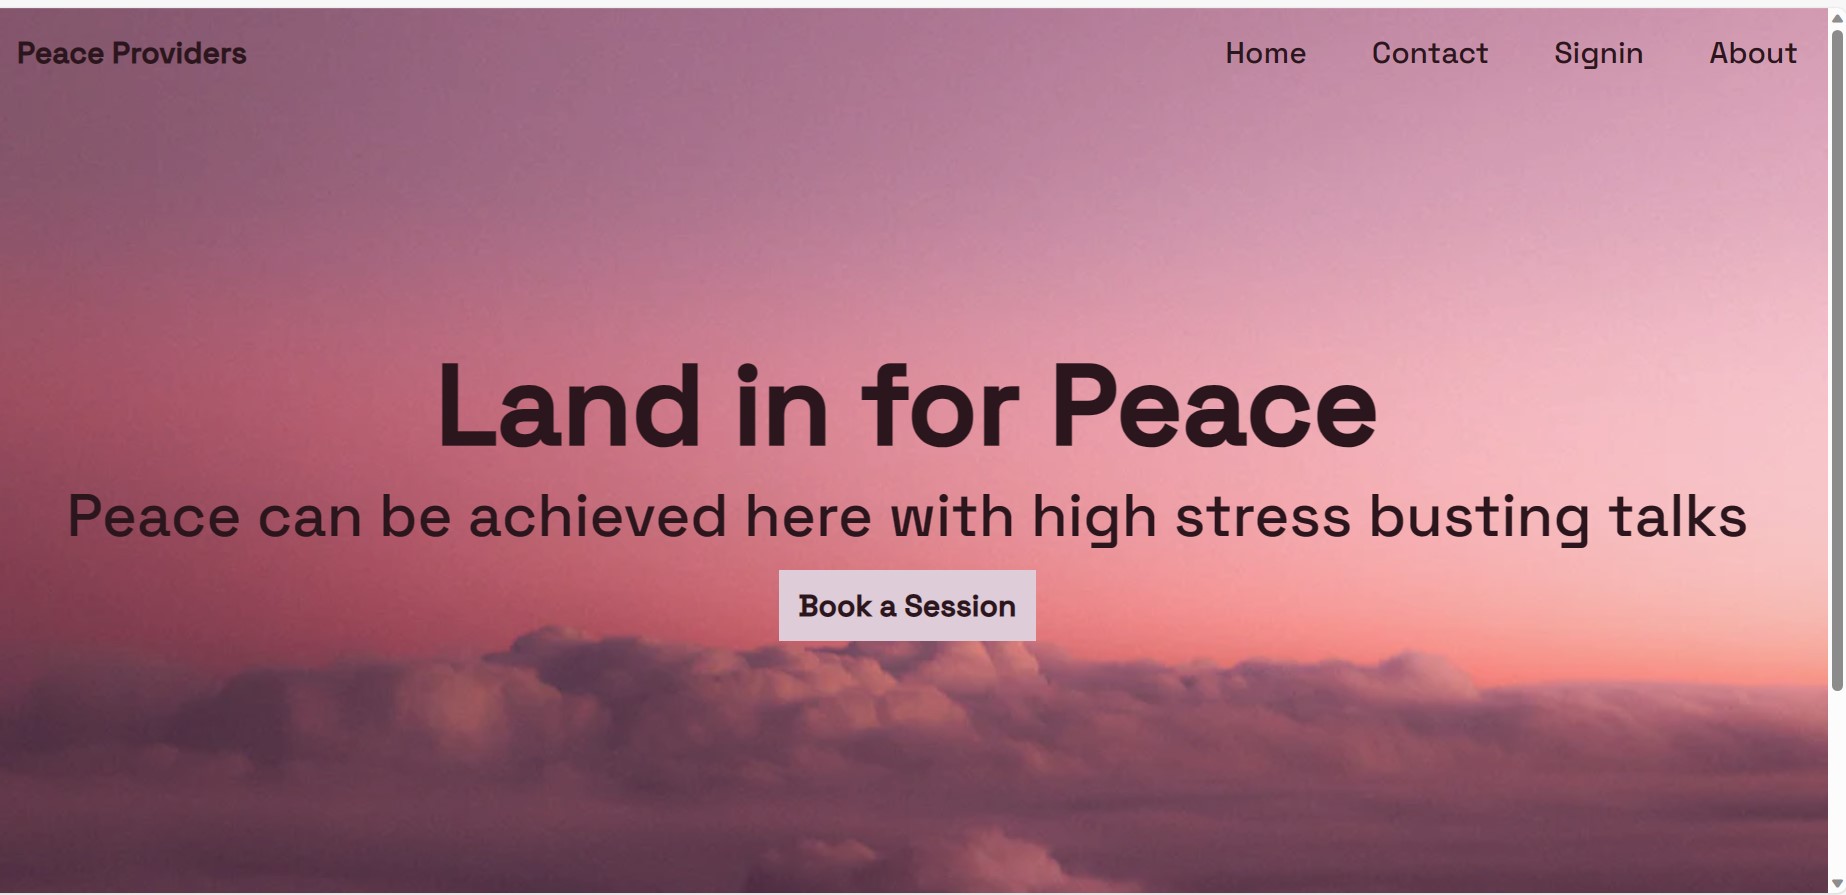 Peace Providers
Home Contact Signin About
Land in for Peace
Peace can be achieved here with high stress busting talks
Book a Session